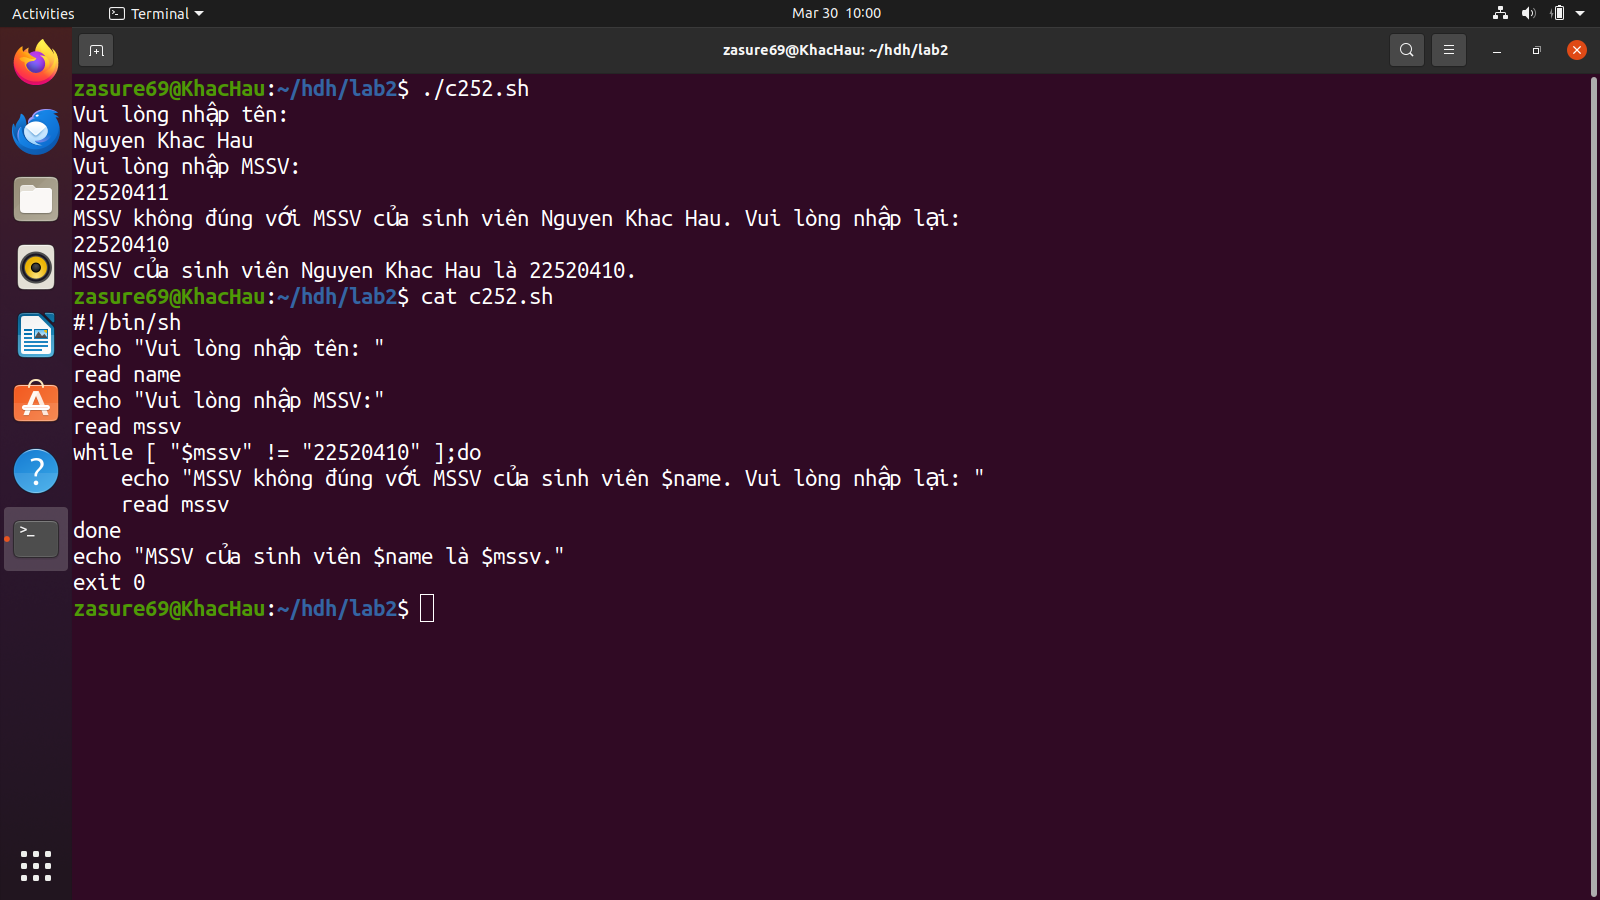 Activities
Terminal
Mar 30 10:00
zasure69@KhacHau: ~/hdh/lab2
zasure69@KhacHau:~/hdh/lab2$ ./c252.sh
Vui lòng nhập tên:
Nguyen Khac Hau
Vui lòng nhập MSSV:
22520411
MSSV không đúng với MSSV của sinh viên Nguyen Khac Hau. Vui lòng nhập lại:
22520410
MSSV của sinh viên Nguyen Khac Hau là 22520410.
zasure69@KhacHau:~/hdh/lab2$ cat c252.sh
#!/bin/sh
echo "Vui lòng nhập tên: "
read name
echo "Vui lòng nhập MSSV:"
read mssv
while [ "$mssv" != "22520410" ];do
    echo "MSSV không đúng với MSSV của sinh viên $name. Vui lòng nhập lại: "
    read mssv
done
echo "MSSV của sinh viên $name là $mssv."
exit 0
zasure69@KhacHau:~/hdh/lab2$